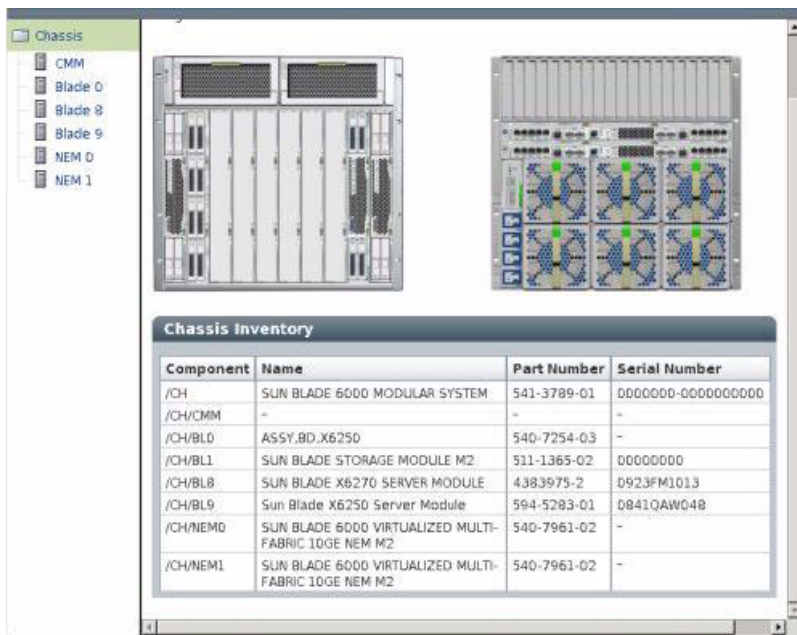 Chassis
CMM
Blade 0
Blade 8
Blade 9
NEM 0
NEM 1
Chassis Inventory
Component Name Part Number Serial Number
/CH SUN BLADE 6000 MODULAR SYSTEM 541-3789-01 0000000-0000000000
/CH/CMM - - -
/CH/BL0 ASSY,BD,X6250 540-7254-03 -
/CH/BL1 SUN BLADE STORAGE MODULE M2 511-1365-02 00000000
/CH/BL8 SUN BLADE X6270 SERVER MODULE 4383975-2 0923FM1013
/CH/BL9 Sun Blade X6250 Server Module 594-5283-01 0841QAW048
/CH/NEM0 SUN BLADE 6000 VIRTUALIZED MULTI- 540-7961-02 -
FABRIC 10GE NEM M2
/CH/NEM1 SUN BLADE 6000 VIRTUALIZED MULTI- 540-7961-02 -
FABRIC 10GE NEM M2